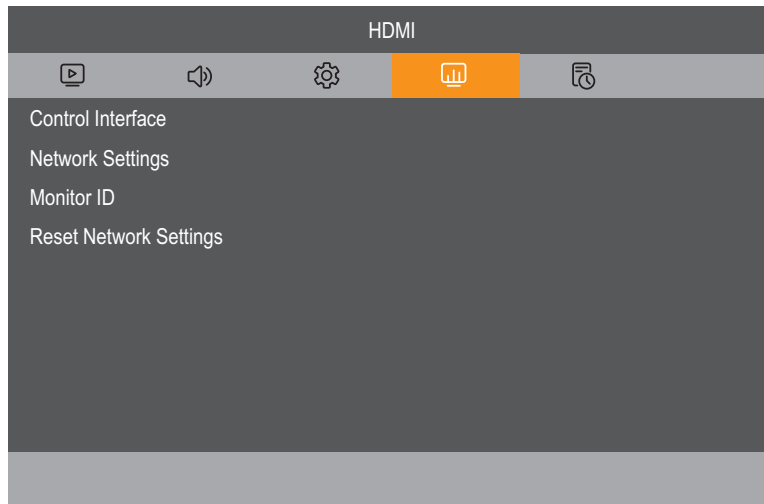 HDMI
Control Interface
Network Settings
Monitor ID
Reset Network Settings